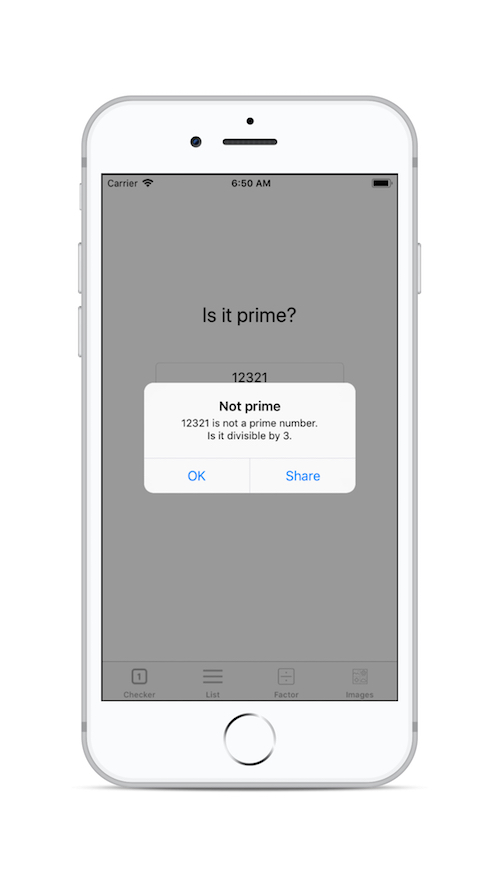 Carrier 6:50 AM
Is it prime?
12321
Not prime
12321 is not a prime number.
Is it divisible by 3.
OK Share
1
Checker List Factor Images